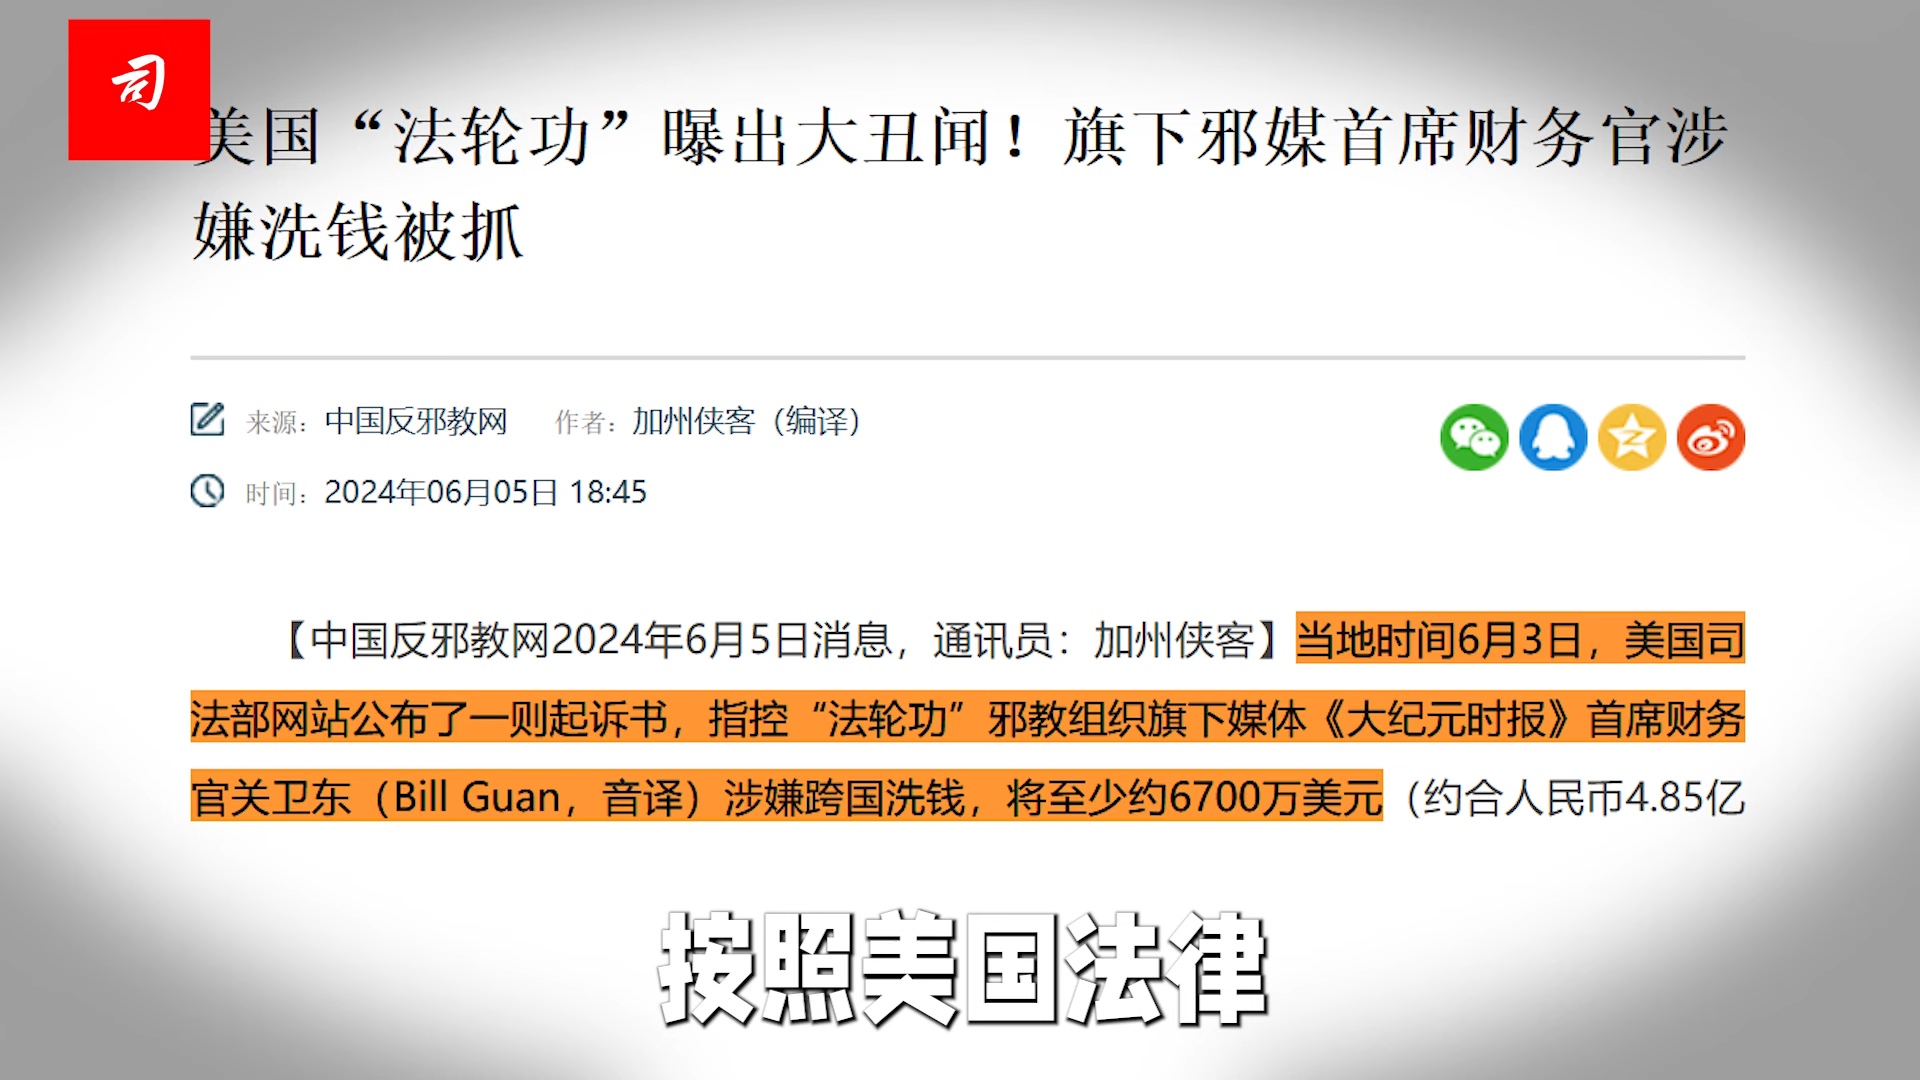 司
美国“法轮功”曝出大丑闻！旗下邪媒首席财务官涉
嫌洗钱被抓
来源：中国反邪教网 作者：加州侠客（编译）
时间：2024年06月05日 18:45
【中国反邪教网2024年6月5日消息，通讯员：加州侠客】当地时间6月3日，美国司
法部网站公布了一则起诉书，指控“法轮功”邪教组织旗下媒体《大纪元时报》首席财务
官关卫东（Bill Guan，音译）涉嫌跨国洗钱，将至少约6700万美元（约合人民币4.85亿
按照美国法律